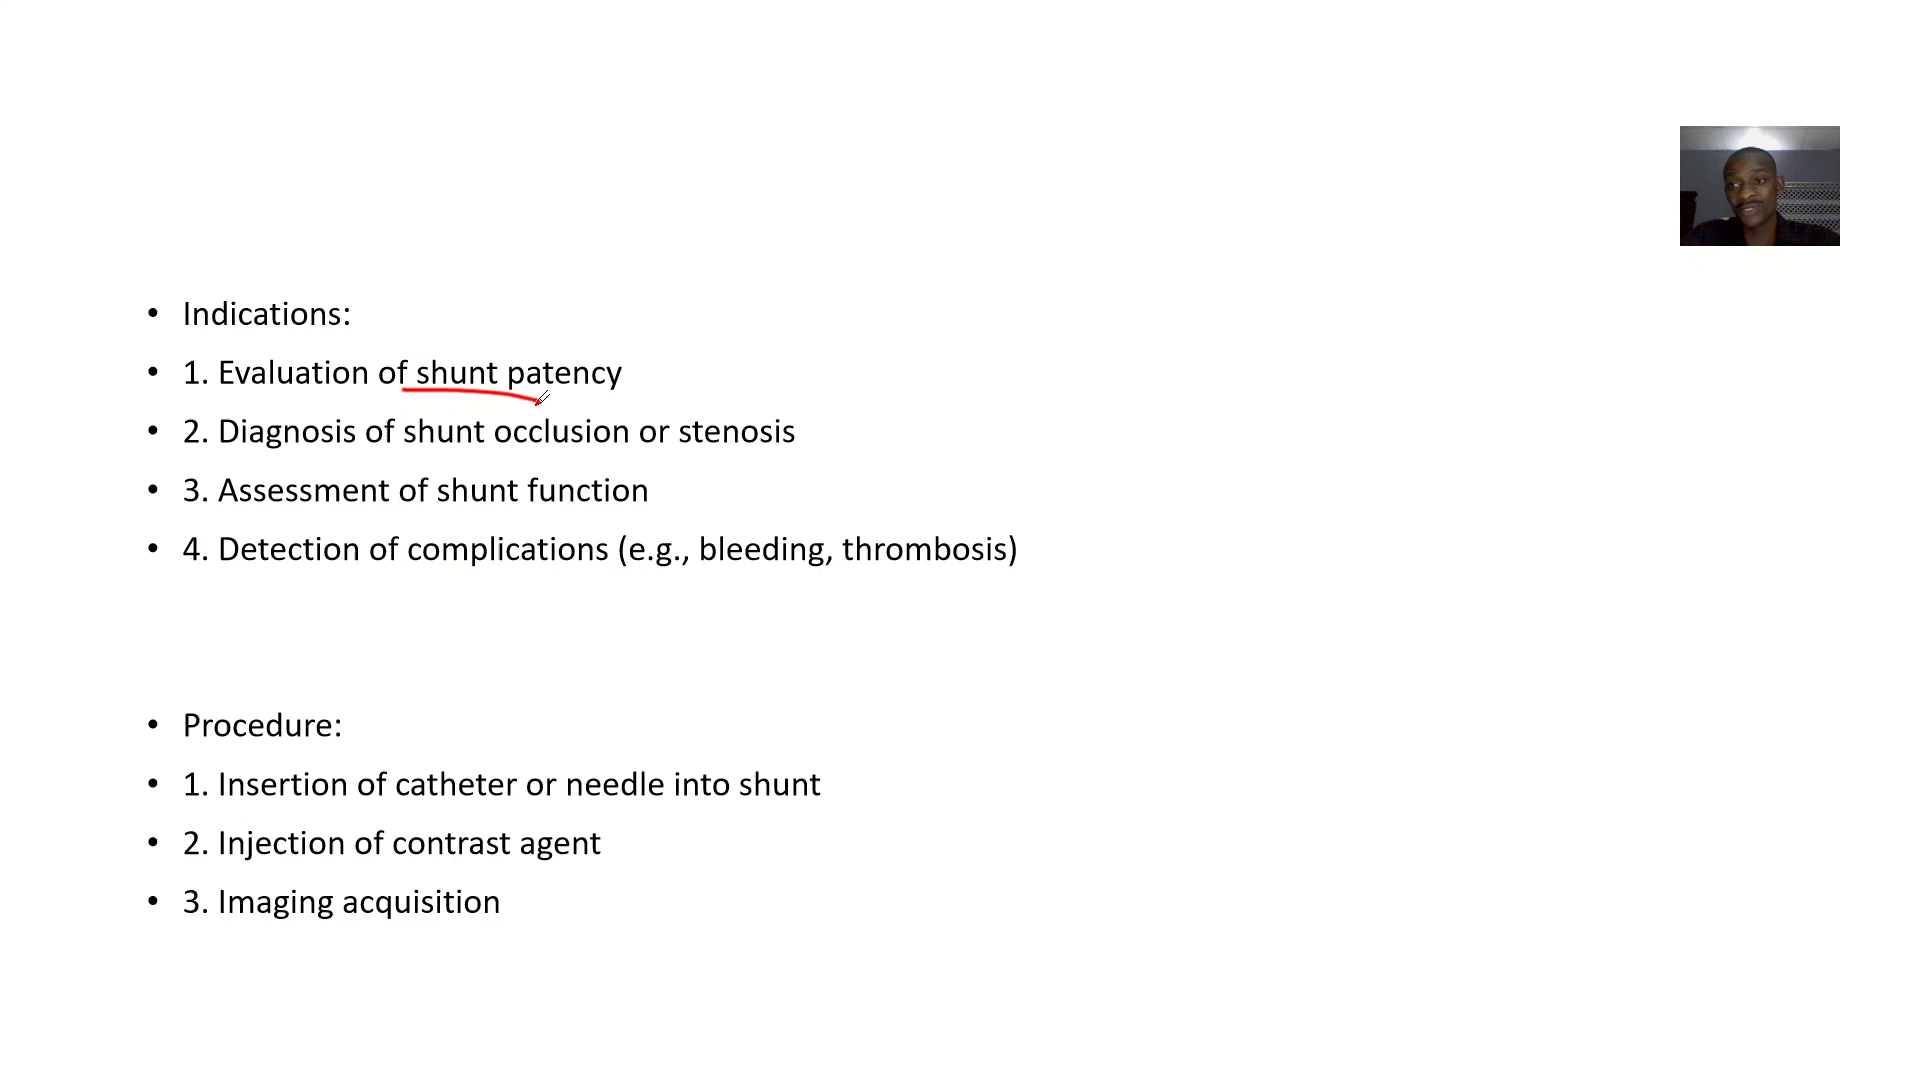 • Indications:
• 1. Evaluation of shunt patency
• 2. Diagnosis of shunt occlusion or stenosis
• 3. Assessment of shunt function
• 4. Detection of complications (e.g., bleeding, thrombosis)
• Procedure:
• 1. Insertion of catheter or needle into shunt
• 2. Injection of contrast agent
• 3. Imaging acquisition